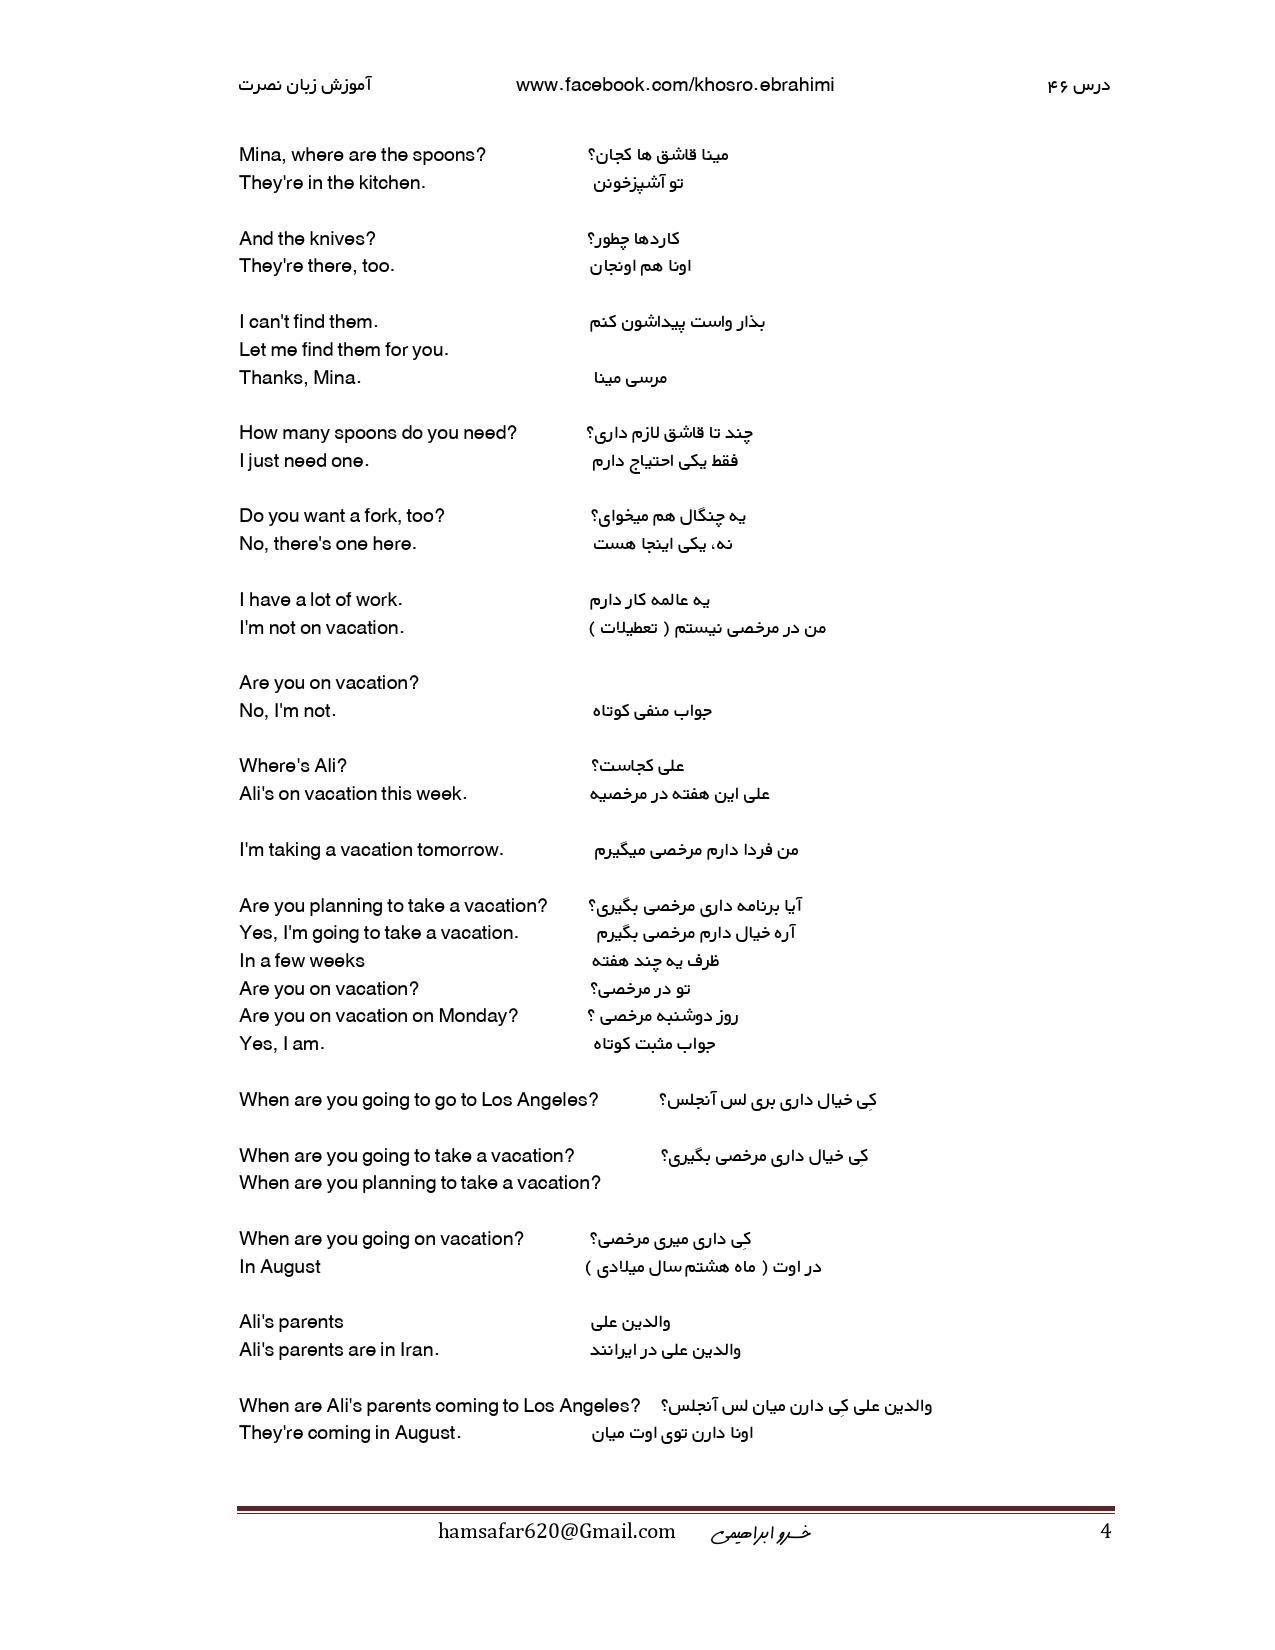 آموزش زبان نصرت www.facebook.com/khosro.ebrahimi درس ۴۶
Mina, where are the spoons? مینا قاشق ها کجان؟
They're in the kitchen. تو آشپزخونن
And the knives? کاردها چطور؟
They're there, too. اونا هم اونجان
I can't find them. بذار واست پیداشون کنم
Let me find them for you.
Thanks, Mina. مرسی مینا
How many spoons do you need? چند تا قاشق لازم داری؟
I just need one. فقط یکی احتیاج دارم
Do you want a fork, too? یه چنگال هم میخوای؟
No, there's one here. نه، یکی اینجا هست
I have a lot of work. یه عالمه کار دارم
I'm not on vacation. من در مرخصی نیستم ( تعطیلات )
Are you on vacation?
No, I'm not. جواب منفی کوتاه
Where's Ali? علی کجاست؟
Ali's on vacation this week. علی این هفته در مرخصیه
I'm taking a vacation tomorrow. من فردا دارم مرخصی میگیرم
Are you planning to take a vacation? آیا برنامه داری مرخصی بگیری؟
Yes, I'm going to take a vacation. آره خیال دارم مرخصی بگیرم
In a few weeks ظرف یه چند هفته
Are you on vacation? تو در مرخصی؟
Are you on vacation on Monday? روز دوشنبه مرخصی ؟
Yes, I am. جواب مثبت کوتاه
When are you going to go to Los Angeles? کِی خیال داری بری لس آنجلس؟
When are you going to take a vacation? کِی خیال داری مرخصی بگیری؟
When are you planning to take a vacation?
When are you going on vacation? کِی داری میری مرخصی؟
In August در اوت ( ماه هشتم سال میلادی )
Ali's parents والدین علی
Ali's parents are in Iran. والدین علی در ایرانند
When are Ali's parents coming to Los Angeles? والدین علی کِی دارن میان لس آنجلس؟
They're coming in August. اونا دارن توی اوت میان
hamsafar620@Gmail.com خسرو ابراهیمی 4